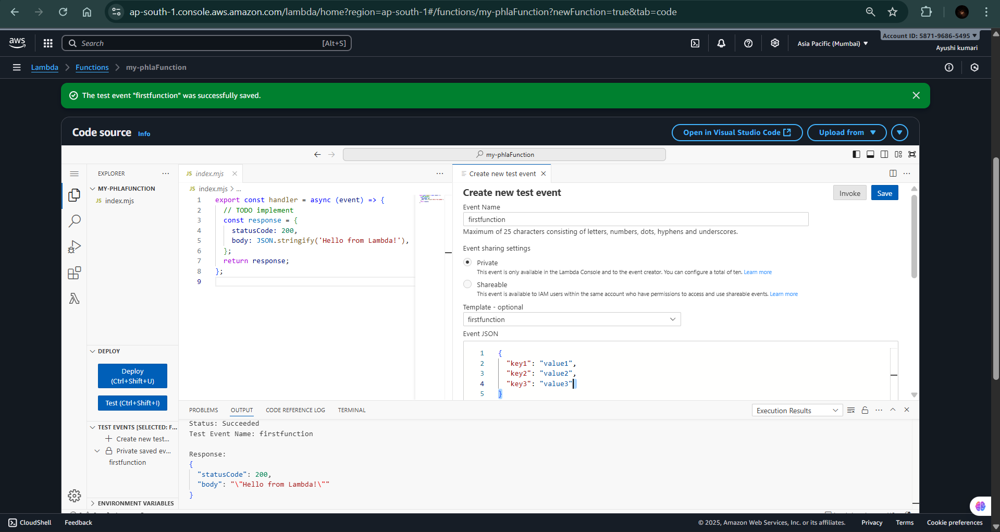 ap-south-1.console.aws.amazon.com/lambda/home?region=ap-south-1#/functions/my-phlaFunction?newFunction=true&tab=code
aws
Search
[Alt+S]
Asia Pacific (Mumbai)
Account ID: 5871-9686-5495
Ayushi kumari
Lambda
Functions
my-phlaFunction
The test event "firstfunction" was successfully saved.
Code source
Info
Open in Visual Studio Code
Upload from
my-phlaFunction
EXPLORER
MY-PHLAFUNCTION
JS index.mjs
JS index.mjs
JS index.mjs > ...
1 export const handler = async (event) => {
2 // TODO implement
3 const response = {
4 statusCode: 200,
5 body: JSON.stringify('Hello from Lambda!'),
6 };
7 return response;
8 };
9
Create new test event
Create new test event
Invoke
Save
Event Name
firstfunction
Maximum of 25 characters consisting of letters, numbers, dots, hyphens and underscores.
Event sharing settings
Private
This event is only available in the Lambda Console and to the event creator. You can configure a total of ten. Learn more
Shareable
This event is available to IAM users within the same account who have permissions to access and use shareable events. Learn more
Template - optional
firstfunction
Event JSON
1 {
2 "key1": "value1",
3 "key2": "value2",
4 "key3": "value3"
5 }
DEPLOY
Deploy
(Ctrl+Shift+U)
Test (Ctrl+Shift+I)
TEST EVENTS [SELECTED: F...
Create new test...
Private saved ev...
firstfunction
ENVIRONMENT VARIABLES
PROBLEMS
OUTPUT
CODE REFERENCE LOG
TERMINAL
Execution Results
Status: Succeeded
Test Event Name: firstfunction
Response:
{
"statusCode": 200,
"body": "\"Hello from Lambda!\""
}
CloudShell
Feedback
© 2025, Amazon Web Services, Inc. or its affiliates.
Privacy
Terms
Cookie preferences